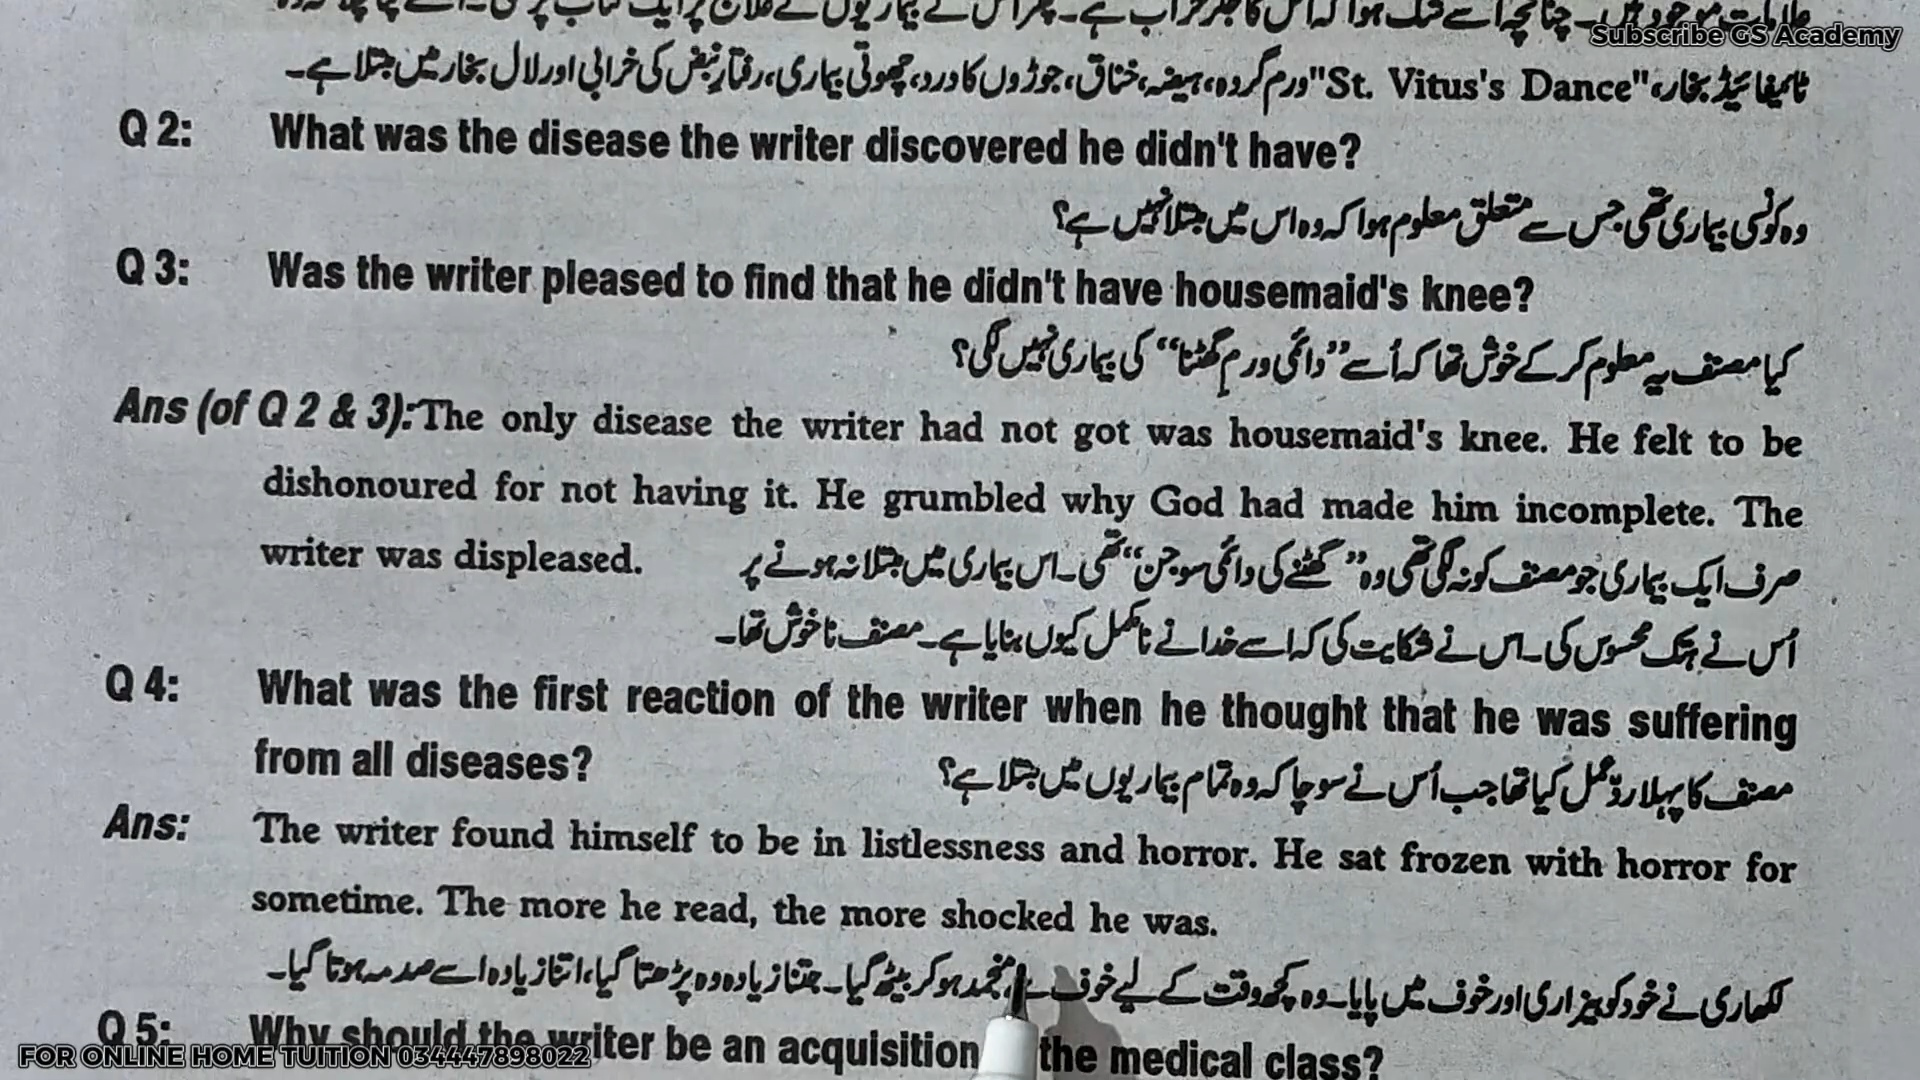 Subscribe GS Academy
ٹائیفائیڈ بخار، "St. Vitus's Dance" ورم گردہ، ہیضہ، خناق، جوڑوں کا درد، چھوتی بیماری، رفتار نبض کی خرابی اور لال بخار میں مبتلا ہے۔
Q 2: What was the disease the writer discovered he didn't have?
وہ کونسی بیماری تھی جس سے متعلق معلوم ہوا کہ وہ اس میں مبتلا نہیں ہے؟
Q 3: Was the writer pleased to find that he didn't have housemaid's knee?
کیا مصنف یہ معلوم کر کے خوش تھا کہ اُسے ”دائمی ورمِ گھٹنا“ کی بیماری نہیں لگی؟
Ans (of Q 2 & 3): The only disease the writer had not got was housemaid's knee. He felt to be
dishonoured for not having it. He grumbled why God had made him incomplete. The
writer was displeased. صرف ایک بیماری جو مصنف کو نہ لگی تھی وہ ”گھٹنے کی دائمی سوجن“ تھی۔ اس بیماری میں مبتلا نہ ہونے پر
اُس نے ہتک محسوس کی۔ اس نے شکایت کی کہ اسے خدا نے نامکمل کیوں بنایا ہے۔ مصنف ناخوش تھا۔
Q 4: What was the first reaction of the writer when he thought that he was suffering
from all diseases? مصنف کا پہلا ردِّعمل کیا تھا جب اُس نے سوچا کہ وہ تمام بیماریوں میں مبتلا ہے؟
Ans: The writer found himself to be in listlessness and horror. He sat frozen with horror for
sometime. The more he read, the more shocked he was.
لکھاری نے خود کو بیزاری اور خوف میں پایا۔ وہ کچھ وقت کے لیے خوف سے منجمد ہو کر بیٹھ گیا۔ جتنا زیادہ وہ پڑھتا گیا، اتنا زیادہ اسے صدمہ ہوتا گیا۔
Q 5: Why should the writer be an acquisition the medical class?
FOR ONLINE HOME TUITION 034447898022